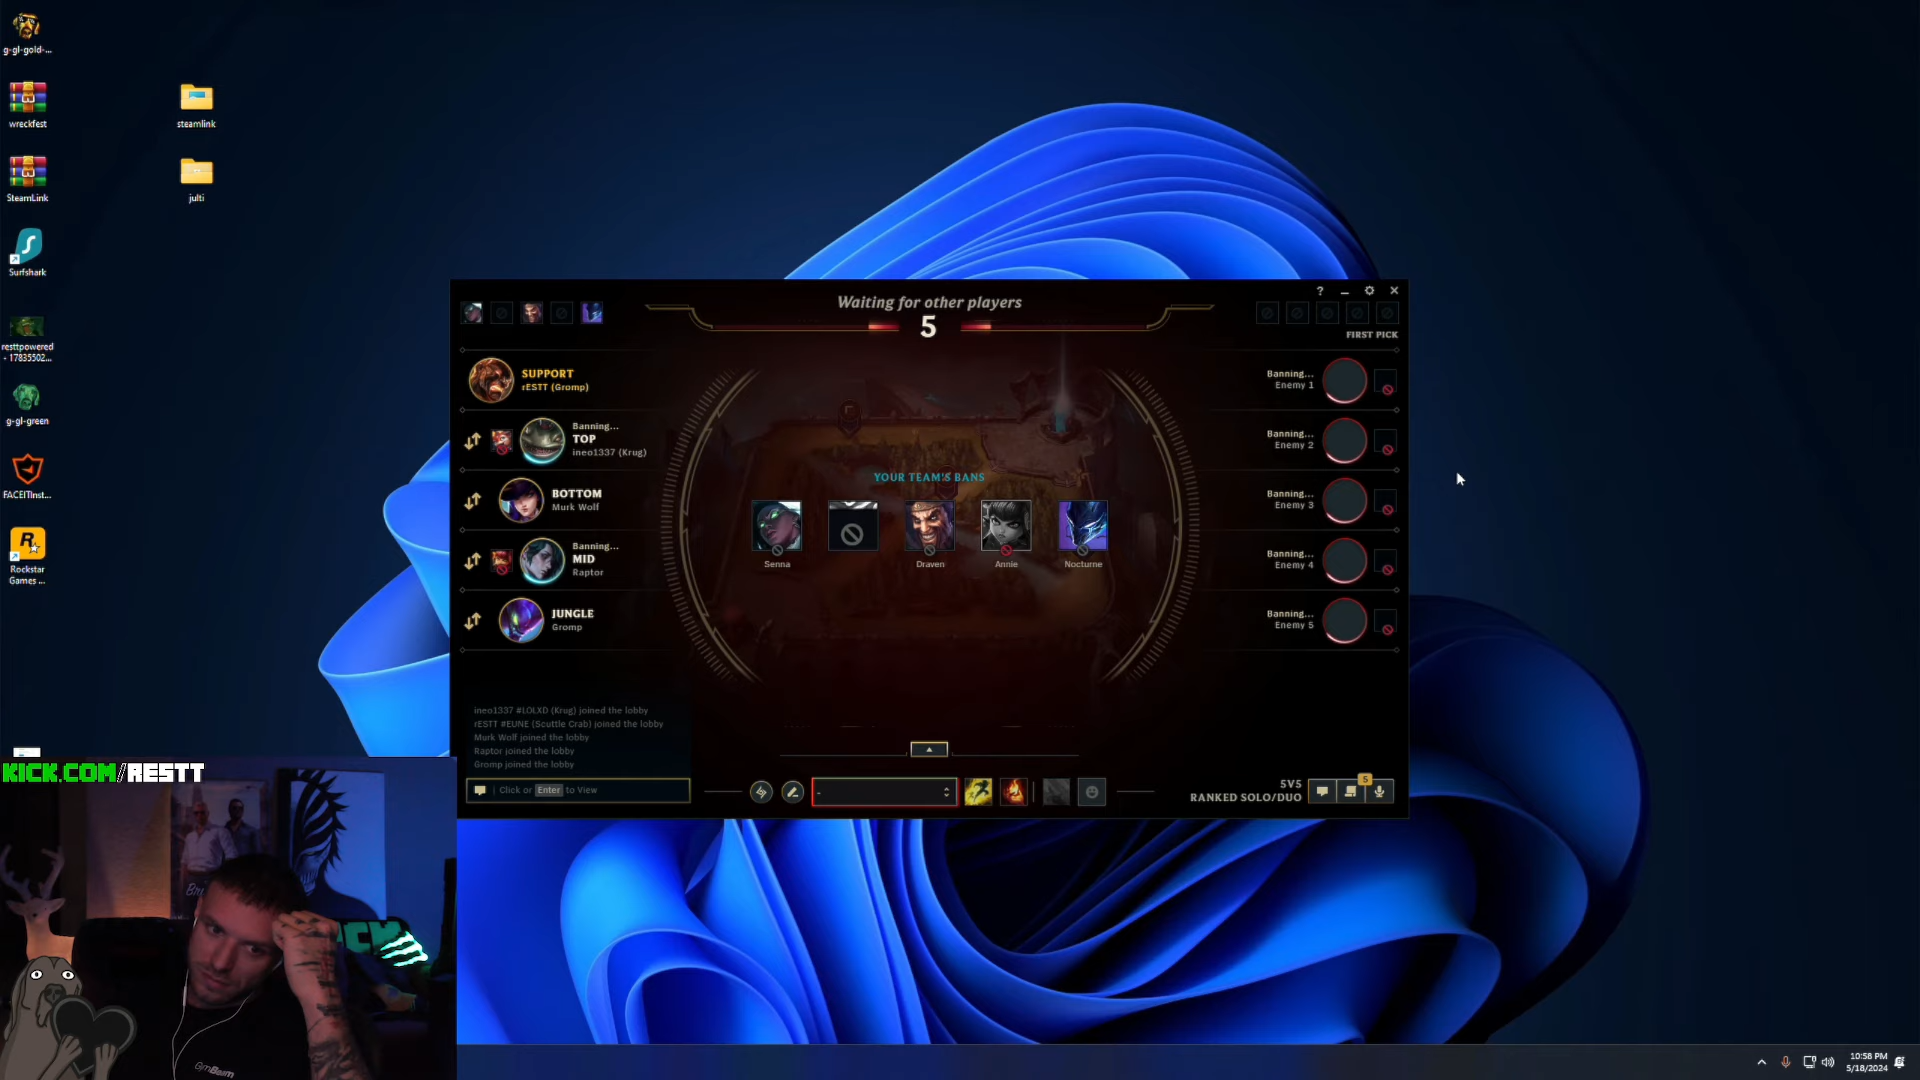 g-gl-gold-...
wreckfest
SteamLink
Surfshark
resttpowered
- 17835502...
g-gl-green
FACEITInst...
Rockstar
Games ...
steamlink
julti
Waiting for other players
5
FIRST PICK
SUPPORT
rESTT (Gromp)
Banning...
TOP
ineo1337 (Krug)
BOTTOM
Murk Wolf
Banning...
MID
Raptor
JUNGLE
Gromp
YOUR TEAM'S BANS
Senna
Draven
Annie
Nocturne
Banning...
Enemy 1
Banning...
Enemy 2
Banning...
Enemy 3
Banning...
Enemy 4
Banning...
Enemy 5
ineo1337 #LOLXD (Krug) joined the lobby
rESTT #EUNE (Scuttle Crab) joined the lobby
Murk Wolf joined the lobby
Raptor joined the lobby
Gromp joined the lobby
Click or Enter to View
-
5V5
RANKED SOLO/DUO
5
KICK.COM/RESTT
GymBeam
10:58 PM
5/18/2024